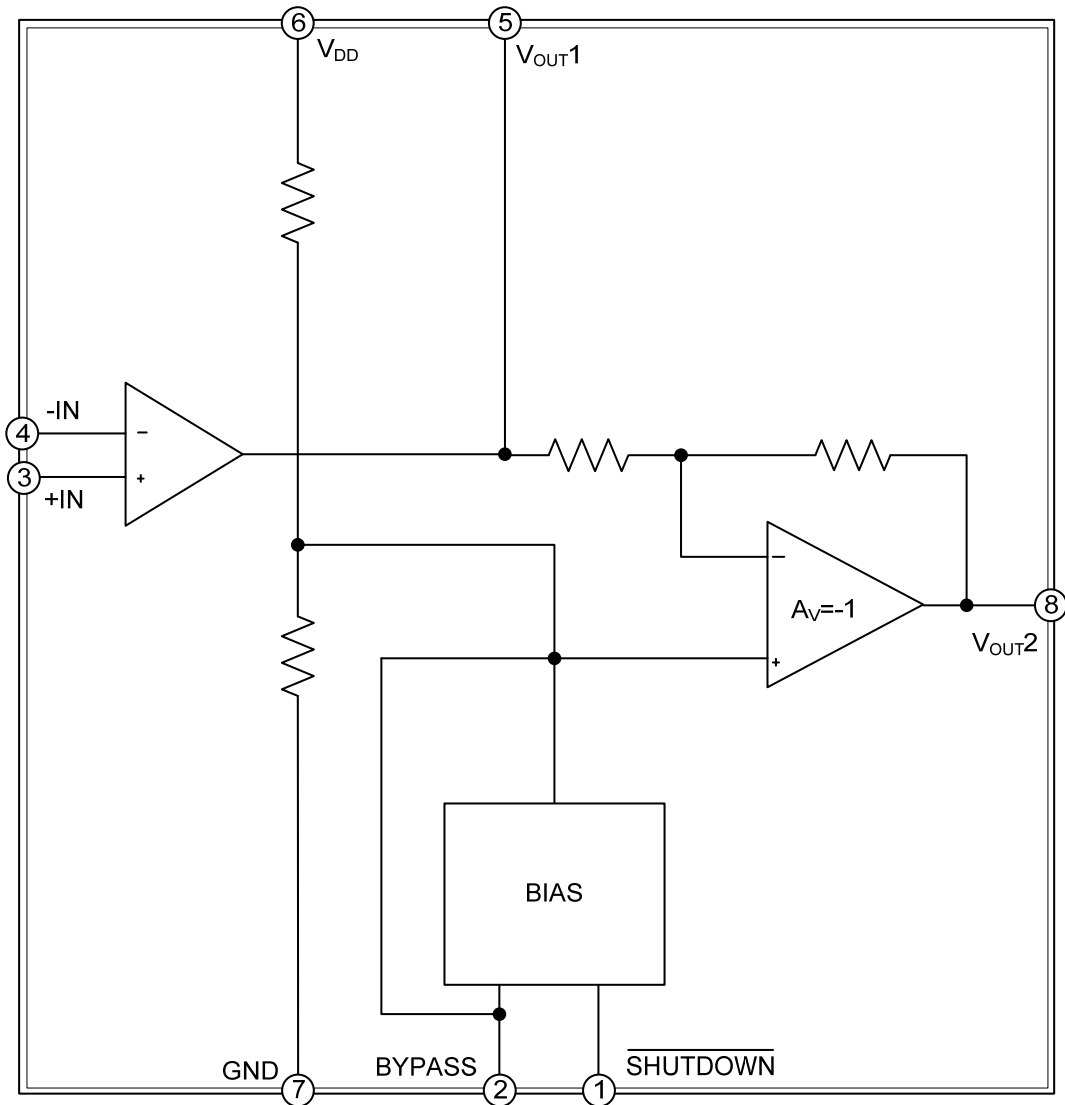 6
5
VDD
VOUT1
-IN
4
−
3
+
+IN
−
AV=-1
8
VOUT2
+
BIAS
SHUTDOWN
BYPASS
GND
7
2
1